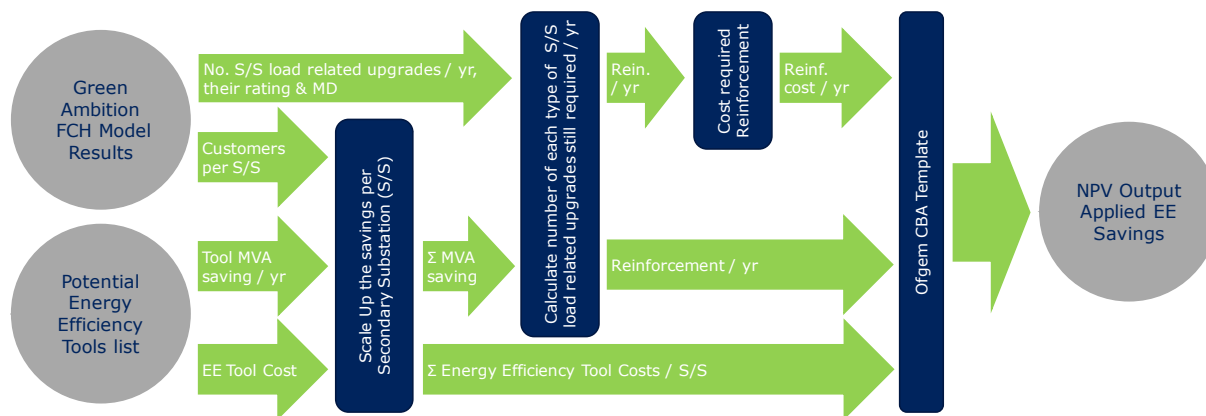 Green
Ambition
FCH Model
Results
Potential
Energy
Efficiency
Tools list
No. S/S load related upgrades / yr,
their rating & MD
Customers
per S/S
Tool MVA
saving / yr
EE Tool Cost
Scale Up the savings per
Secondary Substation (S/S)
Σ MVA
saving
Σ Energy Efficiency Tool Costs / S/S
Calculate number of each type of S/S
load related upgrades still required / yr
Rein.
/ yr
Cost required
Reinforcement
Reinf.
cost / yr
Reinforcement / yr
Ofgem CBA Template
NPV Output
Applied EE
Savings